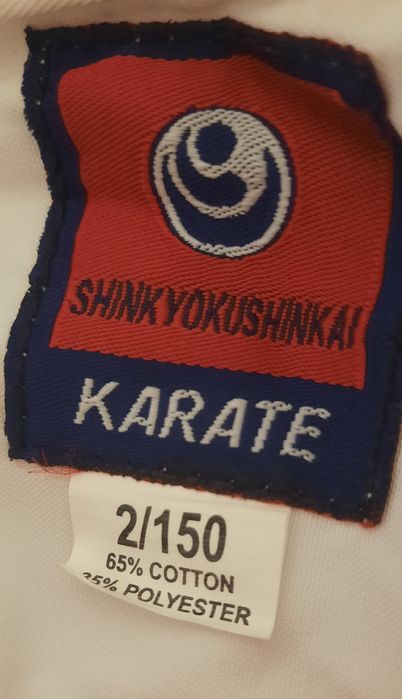 SHINKYOKUSHINKAI
KARATE
2/150
65% COTTON
35% POLYESTER